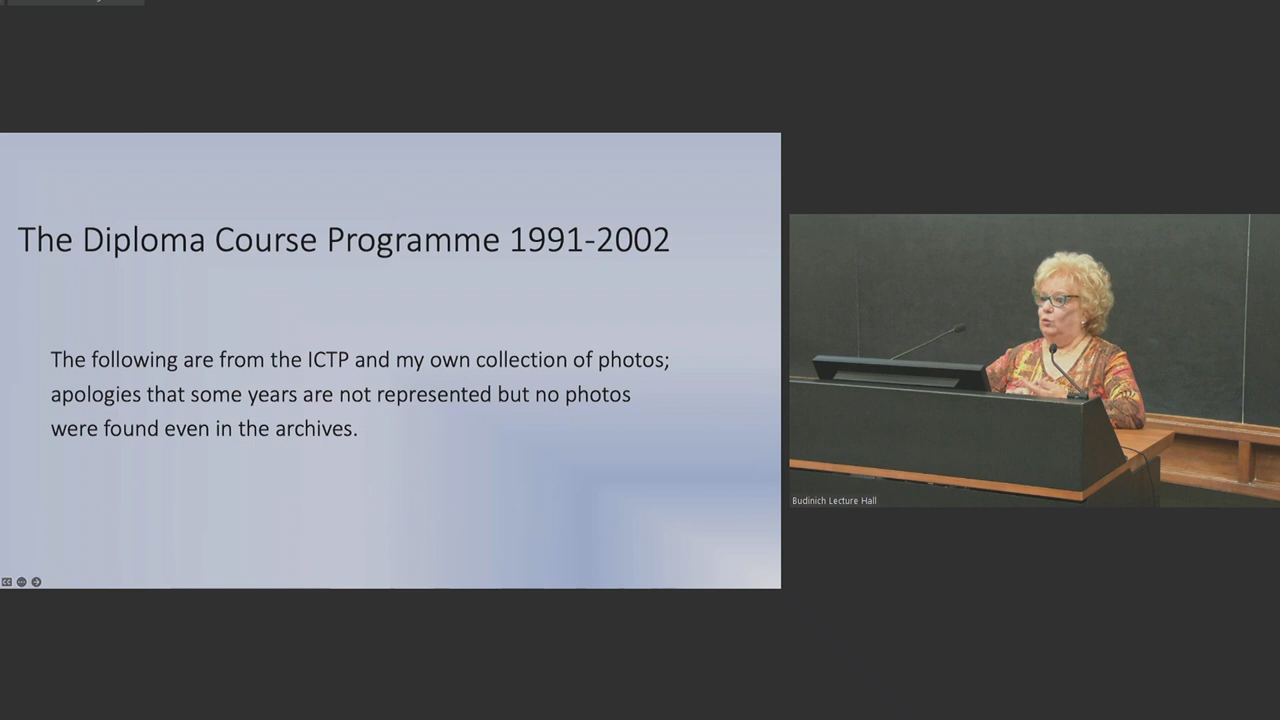 The Diploma Course Programme 1991-2002
The following are from the ICTP and my own collection of photos;
apologies that some years are not represented but no photos
were found even in the archives.
Budinich Lecture Hall